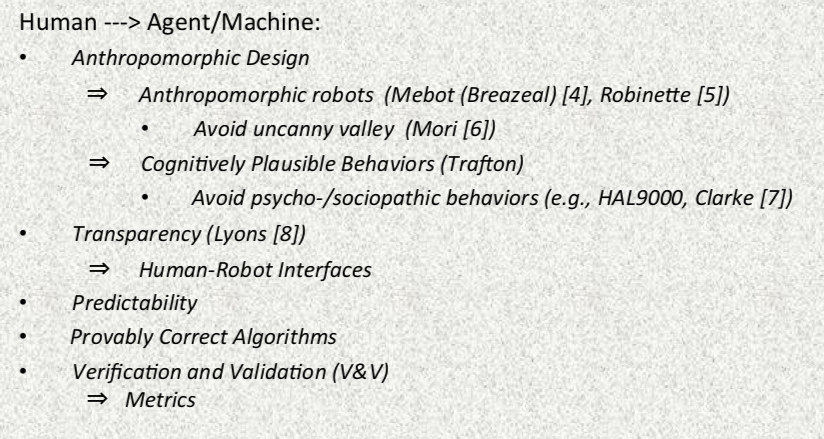 Human ---> Agent/Machine:
• Anthropomorphic Design
⇒ Anthropomorphic robots (Mebot (Breazeal) [4], Robinette [5])
• Avoid uncanny valley (Mori [6])
⇒ Cognitively Plausible Behaviors (Trafton)
• Avoid psycho-/sociopathic behaviors (e.g., HAL9000, Clarke [7])
• Transparency (Lyons [8])
⇒ Human-Robot Interfaces
• Predictability
• Provably Correct Algorithms
• Verification and Validation (V&V)
⇒ Metrics